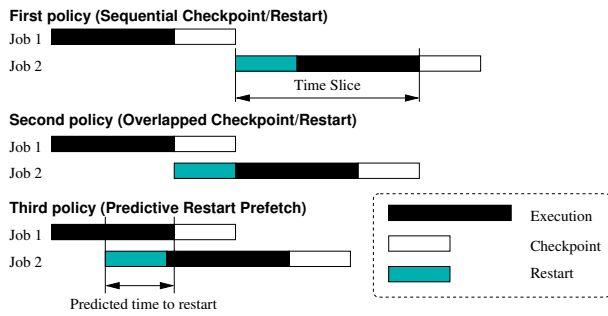 First policy (Sequential Checkpoint/Restart)
Job 1
Job 2
Time Slice
Second policy (Overlapped Checkpoint/Restart)
Job 1
Job 2
Third policy (Predictive Restart Prefetch)
Job 1
Job 2
Predicted time to restart
Execution
Checkpoint
Restart